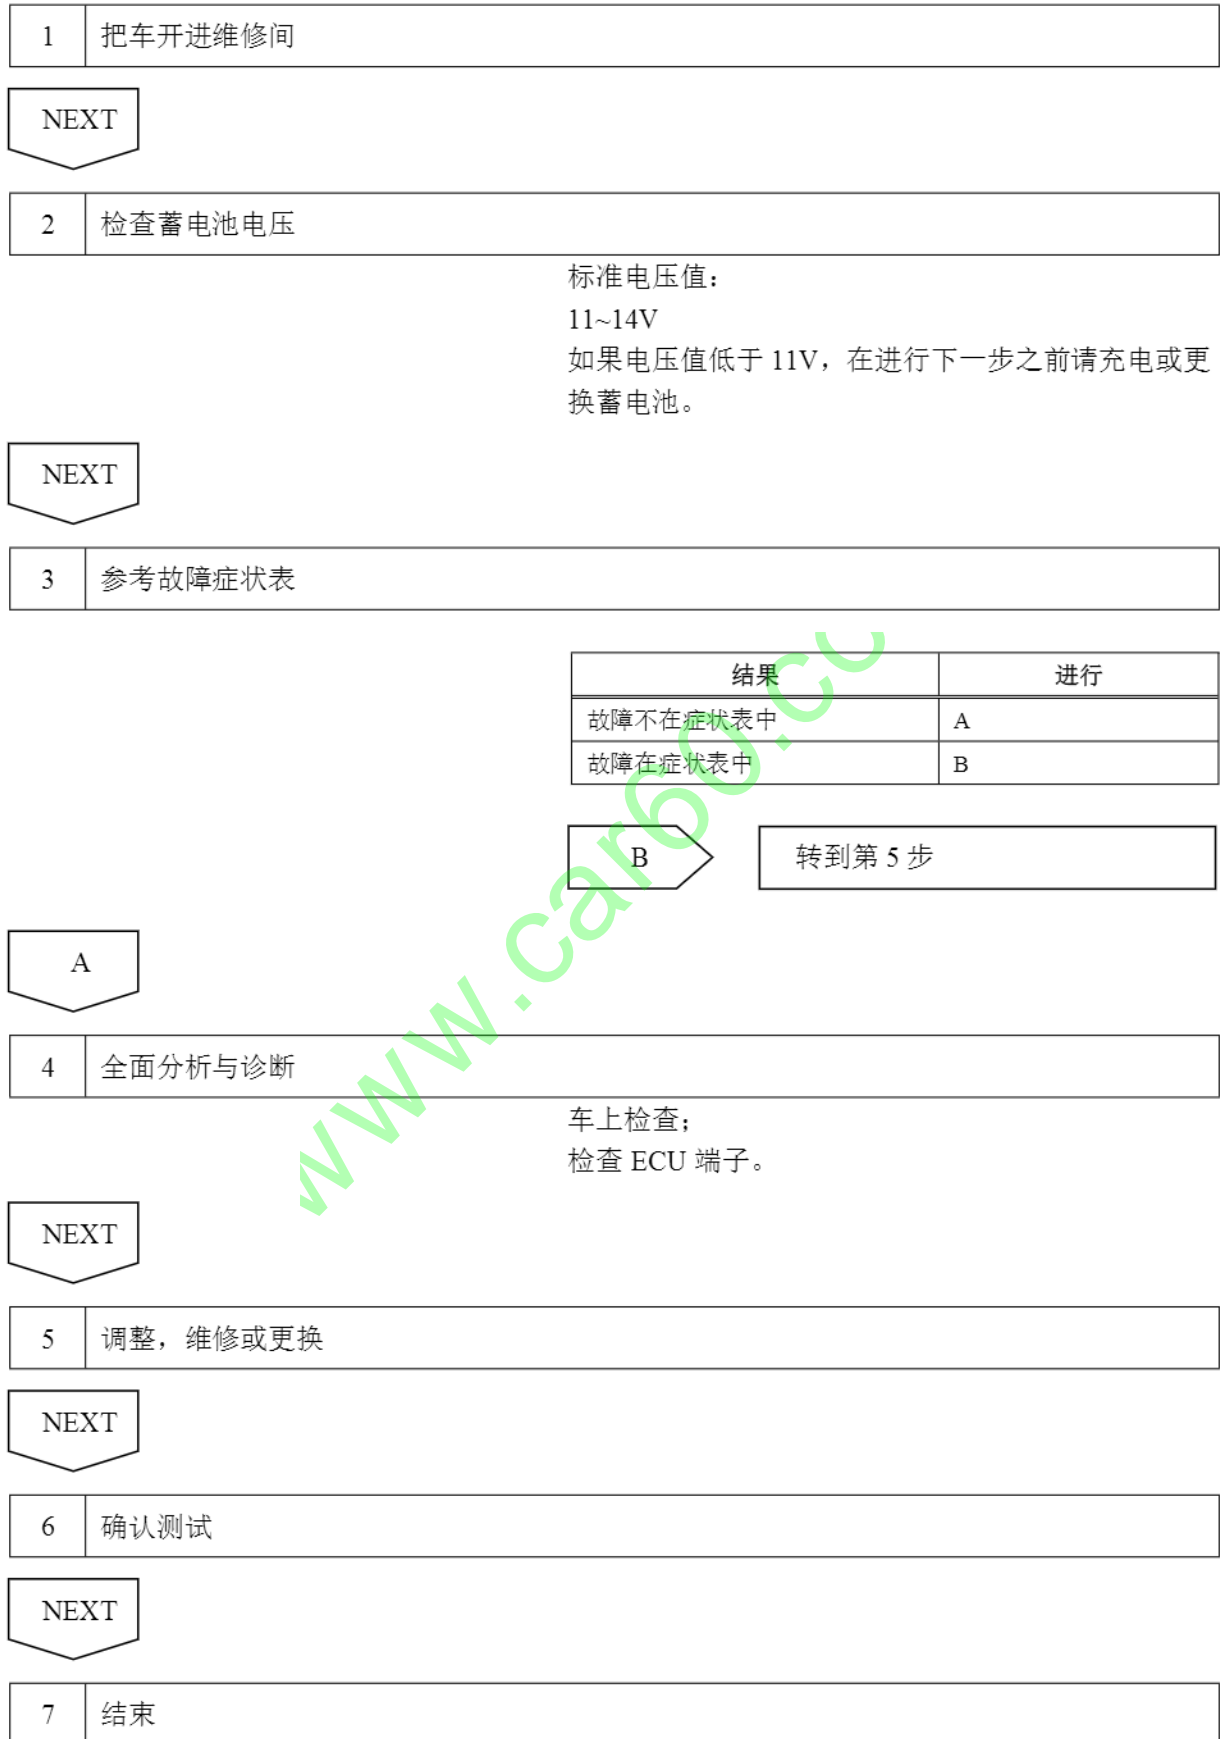 1 把车开进维修间
NEXT
2 检查蓄电池电压
标准电压值：
11~14V
如果电压值低于 11V，在进行下一步之前请充电或更
换蓄电池。
NEXT
3 参考故障症状表
结果 进行
故障不在症状表中 A
故障在症状表中 B
B 转到第 5 步
A
4 全面分析与诊断
车上检查；
检查 ECU 端子。
NEXT
5 调整，维修或更换
NEXT
6 确认测试
NEXT
7 结束
www.car60.co